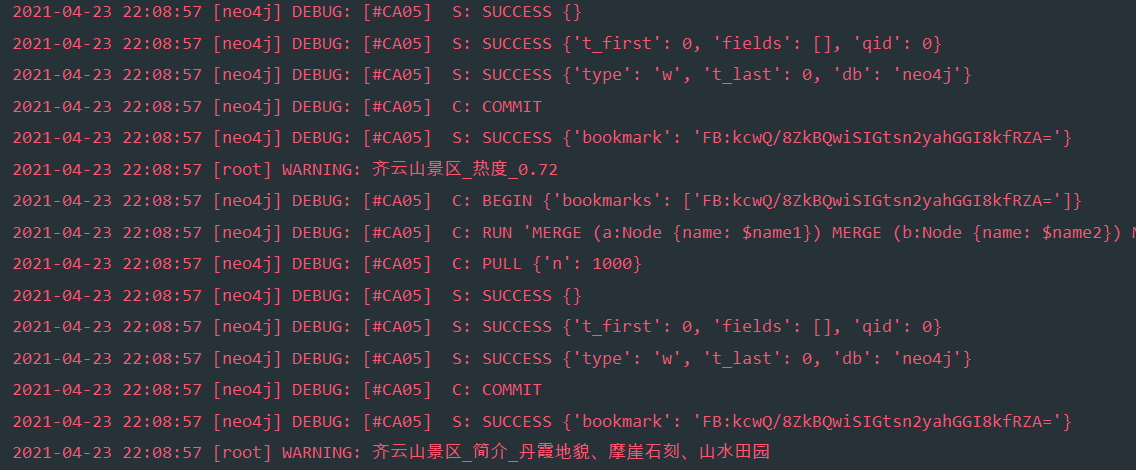 2021-04-23 22:08:57 [neo4j] DEBUG: [#CA05]  S: SUCCESS {}
2021-04-23 22:08:57 [neo4j] DEBUG: [#CA05]  S: SUCCESS {'t_first': 0, 'fields': [], 'qid': 0}
2021-04-23 22:08:57 [neo4j] DEBUG: [#CA05]  S: SUCCESS {'type': 'w', 't_last': 0, 'db': 'neo4j'}
2021-04-23 22:08:57 [neo4j] DEBUG: [#CA05]  C: COMMIT
2021-04-23 22:08:57 [neo4j] DEBUG: [#CA05]  S: SUCCESS {'bookmark': 'FB:kcwQ/8ZkBQwiSIGtsn2yahGGI8kfRZA='}
2021-04-23 22:08:57 [root] WARNING: 齐云山景区_热度_0.72
2021-04-23 22:08:57 [neo4j] DEBUG: [#CA05]  C: BEGIN {'bookmarks': ['FB:kcwQ/8ZkBQwiSIGtsn2yahGGI8kfRZA=']}
2021-04-23 22:08:57 [neo4j] DEBUG: [#CA05]  C: RUN 'MERGE (a:Node {name: $name1}) MERGE (b:Node {name: $name2})
2021-04-23 22:08:57 [neo4j] DEBUG: [#CA05]  C: PULL {'n': 1000}
2021-04-23 22:08:57 [neo4j] DEBUG: [#CA05]  S: SUCCESS {}
2021-04-23 22:08:57 [neo4j] DEBUG: [#CA05]  S: SUCCESS {'t_first': 0, 'fields': [], 'qid': 0}
2021-04-23 22:08:57 [neo4j] DEBUG: [#CA05]  S: SUCCESS {'type': 'w', 't_last': 0, 'db': 'neo4j'}
2021-04-23 22:08:57 [neo4j] DEBUG: [#CA05]  C: COMMIT
2021-04-23 22:08:57 [neo4j] DEBUG: [#CA05]  S: SUCCESS {'bookmark': 'FB:kcwQ/8ZkBQwiSIGtsn2yahGGI8kfRZA='}
2021-04-23 22:08:57 [root] WARNING: 齐云山景区_简介_丹霞地貌、摩崖石刻、山水田园